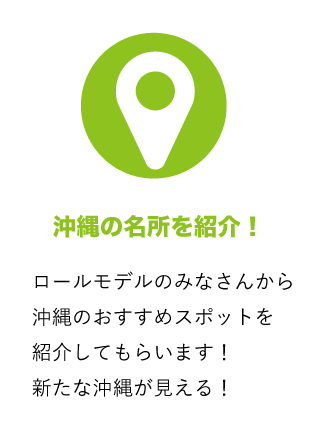 沖縄の名所を紹介！
ロールモデルのみなさんから
沖縄のおすすめスポットを
紹介してもらいます！
新たな沖縄が見える！